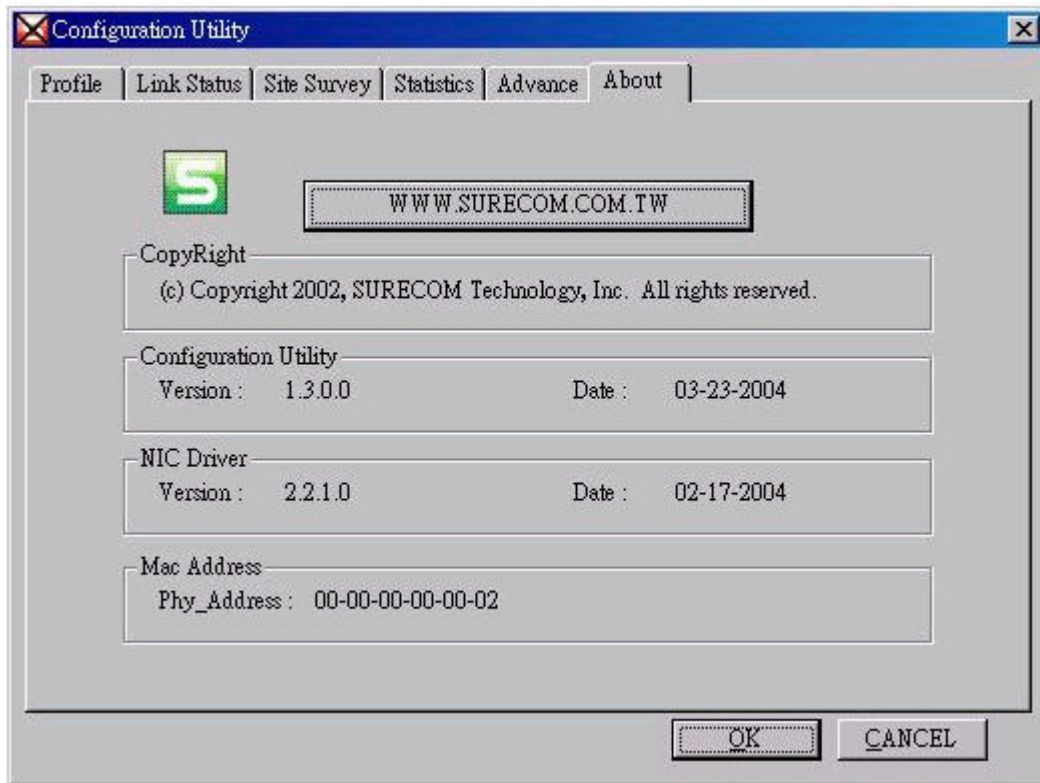 Configuration Utility
Profile Link Status Site Survey Statistics Advance About
S
WWW.SURECOM.COM.TW
CopyRight
(c) Copyright 2002, SURECOM Technology, Inc. All rights reserved.
Configuration Utility
Version : 1.3.0.0 Date : 03-23-2004
NIC Driver
Version : 2.2.1.0 Date : 02-17-2004
Mac Address
Phy_Address : 00-00-00-00-00-02
OK CANCEL